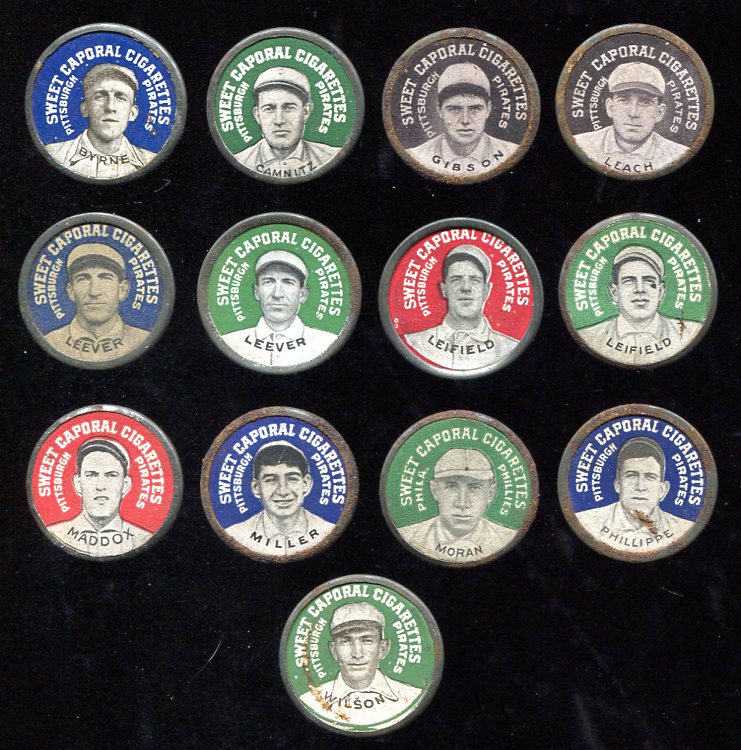 SWEET CAPORAL CIGARETTES
PITTSBURGH PIRATES
BYRNE
SWEET CAPORAL CIGARETTES
PITTSBURGH PIRATES
CAMNITZ
SWEET CAPORAL CIGARETTES
PITTSBURGH PIRATES
GIBSON
SWEET CAPORAL CIGARETTES
PITTSBURGH PIRATES
LEACH
SWEET CAPORAL CIGARETTES
PITTSBURGH PIRATES
LEEVER
SWEET CAPORAL CIGARETTES
PITTSBURGH PIRATES
LEEVER
SWEET CAPORAL CIGARETTES
PITTSBURGH PIRATES
LEIFIELD
SWEET CAPORAL CIGARETTES
PITTSBURGH PIRATES
LEIFIELD
SWEET CAPORAL CIGARETTES
PITTSBURGH PIRATES
MADDOX
SWEET CAPORAL CIGARETTES
PITTSBURGH PIRATES
MILLER
SWEET CAPORAL CIGARETTES
PHILA. PHILLIES
MORAN
SWEET CAPORAL CIGARETTES
PITTSBURGH PIRATES
PHILLIPPE
SWEET CAPORAL CIGARETTES
PITTSBURGH PIRATES
WILSON